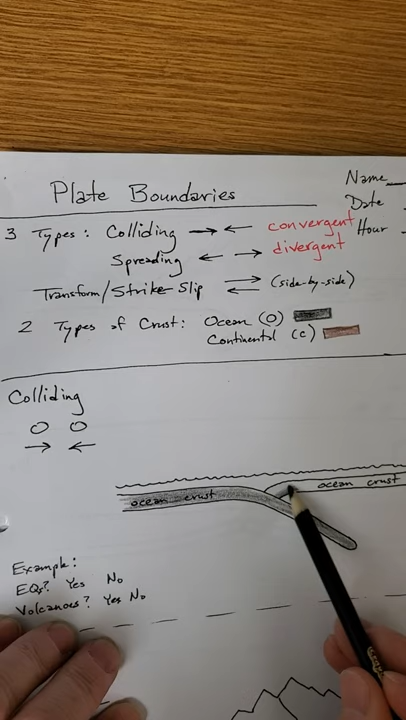 Plate Boundaries
Name
Date
Hour
3 Types: Colliding → ← convergent
Spreading ← → divergent
Transform/Strike-Slip → ← (side-by-side)
2 Types of Crust: Ocean (O)
Continental (C)
Colliding
O O
→ ←
ocean crust
ocean crust
Example:
EQs? Yes No
Volcanoes? Yes No